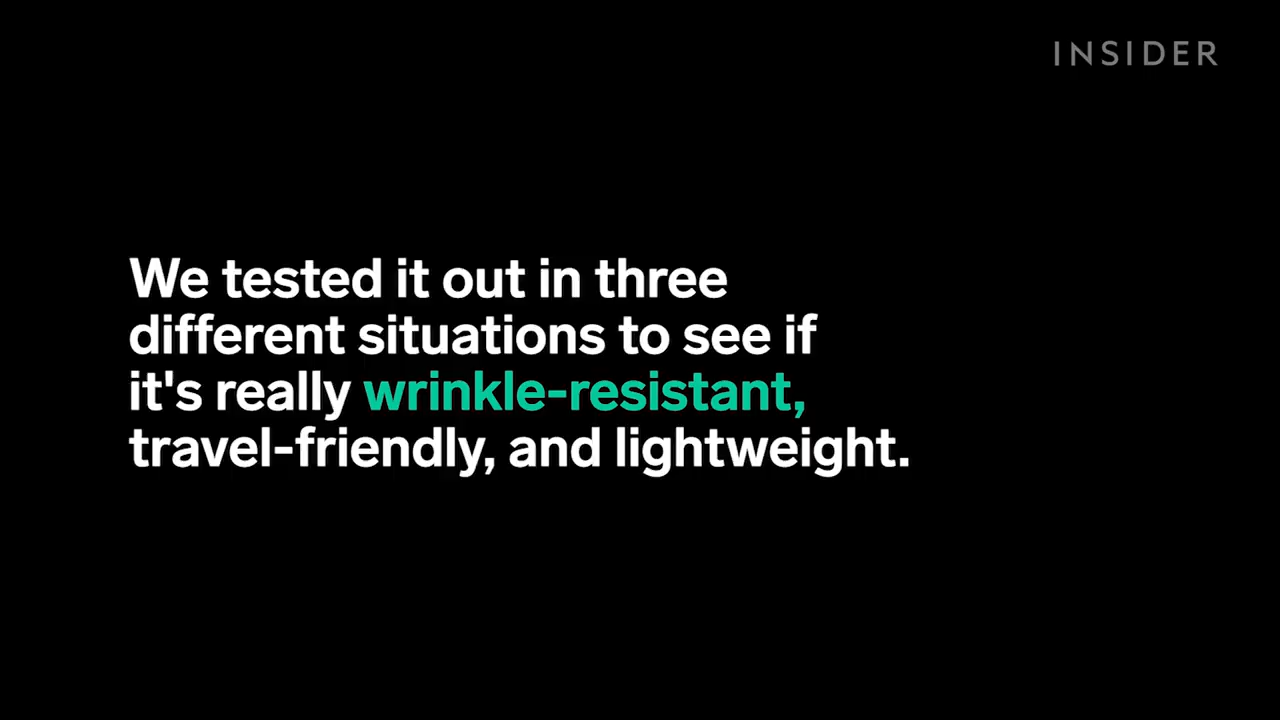 INSIDER
We tested it out in three
different situations to see if
it's really wrinkle-resistant,
travel-friendly, and lightweight.